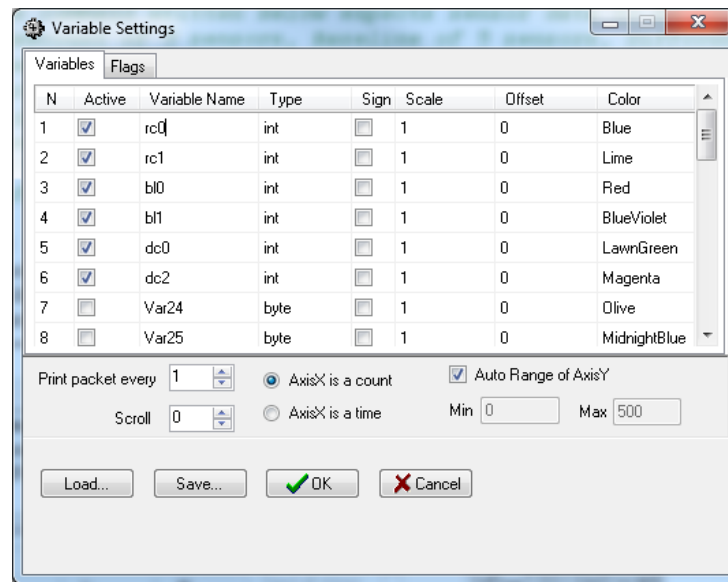 Variable Settings
Variables Flags
N Active Variable Name Type Sign Scale Offset Color
1 rc0 int 1 0 Blue
2 rc1 int 1 0 Lime
3 bl0 int 1 0 Red
4 bl1 int 1 0 BlueViolet
5 dc0 int 1 0 LawnGreen
6 dc2 int 1 0 Magenta
7 Var24 byte 1 0 Olive
8 Var25 byte 1 0 MidnightBlue
Print packet every 1 AxisX is a count Auto Range of AxisY
Scroll 0 AxisX is a time Min 0 Max 500
Load... Save... OK Cancel